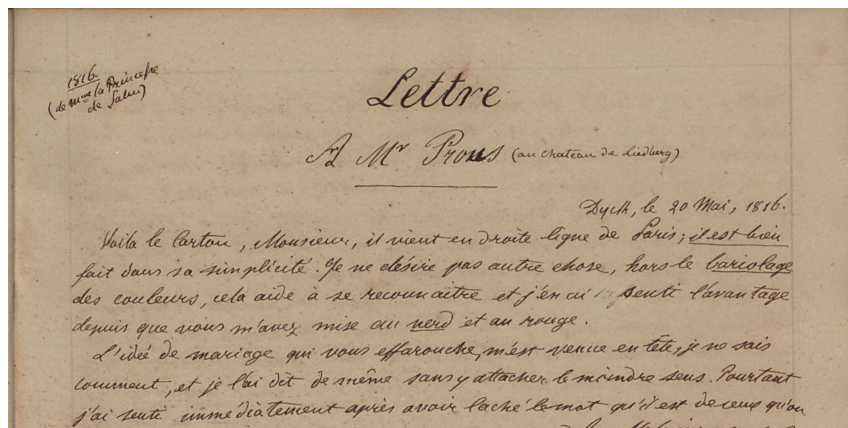 1816.
(de Mme la Princesse
de Salm)
Lettre
A Mr Prous (au chateau de Liedberg)
Dyck, le 20 Mai, 1816.
Voila le carton, Monsieur, il vient en droite ligne de Paris; il est bien
fait dans sa simplicité. Je ne désire pas autre chose, hors le bariolage
des couleurs, cela aide à se reconnaitre et j'en ai senti l'avantage
depuis que vous m'avez mise au verd et au rouge.
L'idée de mariage qui vous effarouche, m'est venue en tête, je ne sais
comment, et je l'ai dit de même sans y attacher le moindre sens. Pourtant
j'ai senti immédiatement après avoir laché le mot qu'il est de ceux qu'on